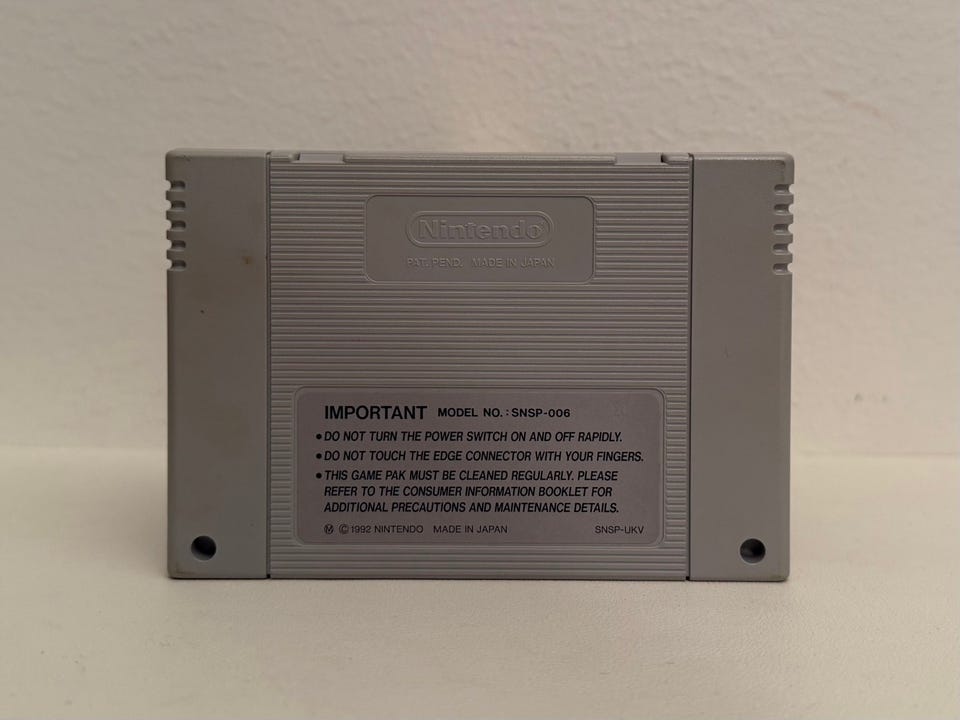 Nintendo
PAT. PEND. MADE IN JAPAN
IMPORTANT MODEL NO. : SNSP-006
• DO NOT TURN THE POWER SWITCH ON AND OFF RAPIDLY.
• DO NOT TOUCH THE EDGE CONNECTOR WITH YOUR FINGERS.
• THIS GAME PAK MUST BE CLEANED REGULARLY. PLEASE
REFER TO THE CONSUMER INFORMATION BOOKLET FOR
ADDITIONAL PRECAUTIONS AND MAINTENANCE DETAILS.
Ⓜ ©1992 NINTENDO MADE IN JAPAN SNSP-UKV